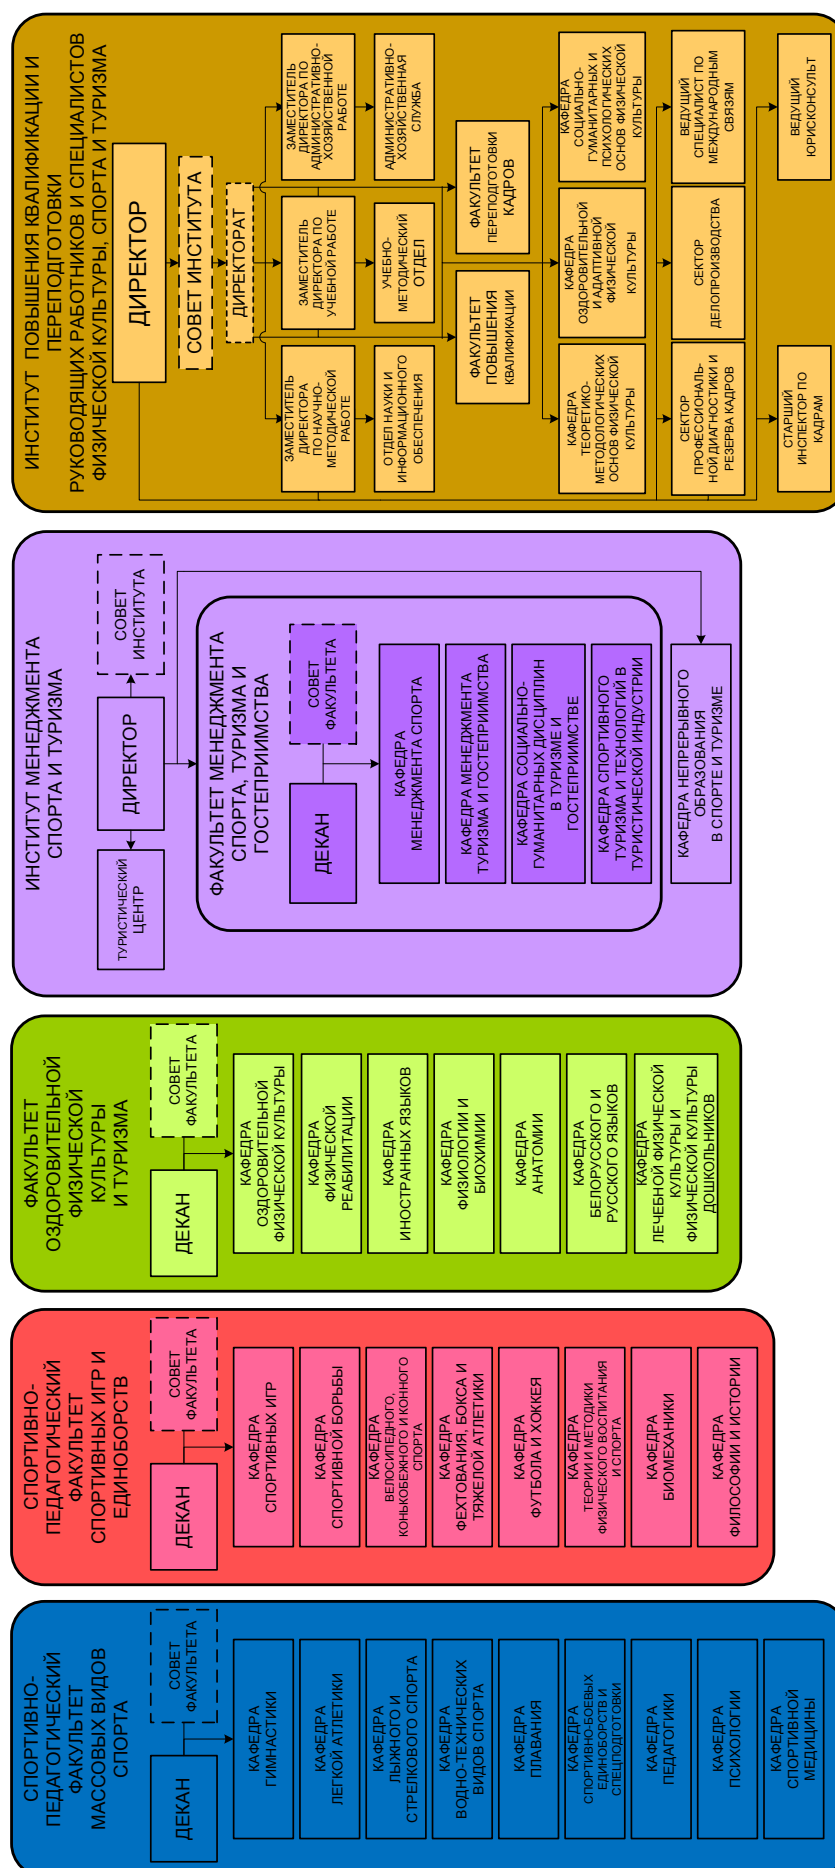 СПОРТИВНО-
ПЕДАГОГИЧЕСКИЙ
ФАКУЛЬТЕТ
МАССОВЫХ ВИДОВ
СПОРТА
ДЕКАН
СОВЕТ
ФАКУЛЬТЕТА
КАФЕДРА
ГИМНАСТИКИ
КАФЕДРА
ЛЕГКОЙ АТЛЕТИКИ
КАФЕДРА
ЛЫЖНОГО И
СТРЕЛКОВОГО СПОРТА
КАФЕДРА
ВОДНО-ТЕХНИЧЕСКИХ
ВИДОВ СПОРТА
КАФЕДРА
ПЛАВАНИЯ
КАФЕДРА
СПОРТИВНО-БОЕВЫХ
ЕДИНОБОРСТВ И
СПЕЦПОДГОТОВКИ
КАФЕДРА
ПЕДАГОГИКИ
КАФЕДРА
ПСИХОЛОГИИ
КАФЕДРА
СПОРТИВНОЙ
МЕДИЦИНЫ
СПОРТИВНО-
ПЕДАГОГИЧЕСКИЙ
ФАКУЛЬТЕТ
СПОРТИВНЫХ ИГР И
ЕДИНОБОРСТВ
ДЕКАН
СОВЕТ
ФАКУЛЬТЕТА
КАФЕДРА
СПОРТИВНЫХ ИГР
КАФЕДРА
СПОРТИВНОЙ БОРЬБЫ
КАФЕДРА
ВЕЛОСИПЕДНОГО,
КОНЬКОБЕЖНОГО И КОННОГО
СПОРТА
КАФЕДРА
ФЕХТОВАНИЯ, БОКСА И
ТЯЖЕЛОЙ АТЛЕТИКИ
КАФЕДРА
ФУТБОЛА И ХОККЕЯ
КАФЕДРА
ТЕОРИИ И МЕТОДИКИ
ФИЗИЧЕСКОГО ВОСПИТАНИЯ
И СПОРТА
КАФЕДРА
БИОМЕХАНИКИ
КАФЕДРА
ФИЛОСОФИИ И ИСТОРИИ
ФАКУЛЬТЕТ
ОЗДОРОВИТЕЛЬНОЙ
ФИЗИЧЕСКОЙ
КУЛЬТУРЫ
И ТУРИЗМА
ДЕКАН
СОВЕТ
ФАКУЛЬТЕТА
КАФЕДРА
ОЗДОРОВИТЕЛЬНОЙ
ФИЗИЧЕСКОЙ КУЛЬТУРЫ
КАФЕДРА
ФИЗИЧЕСКОЙ
РЕАБИЛИТАЦИИ
КАФЕДРА
ИНОСТРАННЫХ ЯЗЫКОВ
КАФЕДРА
ФИЗИОЛОГИИ И
БИОХИМИИ
КАФЕДРА
АНАТОМИИ
КАФЕДРА
БЕЛОРУССКОГО И
РУССКОГО ЯЗЫКОВ
КАФЕДРА
ЛЕЧЕБНОЙ ФИЗИЧЕСКОЙ
КУЛЬТУРЫ И
ФИЗИЧЕСКОЙ КУЛЬТУРЫ
ДОШКОЛЬНИКОВ
ИНСТИТУТ МЕНЕДЖМЕНТА
СПОРТА И ТУРИЗМА
ТУРИСТИЧЕСКИЙ
ЦЕНТР
ДИРЕКТОР
СОВЕТ
ИНСТИТУТА
ФАКУЛЬТЕТ МЕНЕДЖМЕНТА
СПОРТА, ТУРИЗМА И
ГОСТЕПРИИМСТВА
ДЕКАН
СОВЕТ
ФАКУЛЬТЕТА
КАФЕДРА
МЕНЕДЖМЕНТА СПОРТА
КАФЕДРА МЕНЕДЖМЕНТА
ТУРИЗМА И ГОСТЕПРИИМСТВА
КАФЕДРА СОЦИАЛЬНО-
ГУМАНИТАРНЫХ ДИСЦИПЛИН
В ТУРИЗМЕ И
ГОСТЕПРИИМСТВЕ
КАФЕДРА СПОРТИВНОГО
ТУРИЗМА И ТЕХНОЛОГИЙ В
ТУРИСТИЧЕСКОЙ ИНДУСТРИИ
КАФЕДРА НЕПРЕРЫВНОГО
ОБРАЗОВАНИЯ
В СПОРТЕ И ТУРИЗМЕ
ИНСТИТУТ ПОВЫШЕНИЯ КВАЛИФИКАЦИИ И
ПЕРЕПОДГОТОВКИ
РУКОВОДЯЩИХ РАБОТНИКОВ И СПЕЦИАЛИСТОВ
ФИЗИЧЕСКОЙ КУЛЬТУРЫ, СПОРТА И ТУРИЗМА
ДИРЕКТОР
СОВЕТ ИНСТИТУТА
ДИРЕКТОРАТ
ЗАМЕСТИТЕЛЬ
ДИРЕКТОРА
ПО НАУЧНО-
МЕТОДИЧЕСКОЙ
РАБОТЕ
ЗАМЕСТИТЕЛЬ
ДИРЕКТОРА ПО
УЧЕБНОЙ РАБОТЕ
ЗАМЕСТИТЕЛЬ
ДИРЕКТОРА ПО
АДМИНИСТРАТИВНО-
ХОЗЯЙСТВЕННОЙ
РАБОТЕ
ОТДЕЛ НАУКИ И
ИНФОРМАЦИОННОГО
ОБЕСПЕЧЕНИЯ
УЧЕБНО-
МЕТОДИЧЕСКИЙ
ОТДЕЛ
АДМИНИСТРАТИВНО-
ХОЗЯЙСТВЕННАЯ
СЛУЖБА
ФАКУЛЬТЕТ
ПОВЫШЕНИЯ
КВАЛИФИКАЦИИ
ФАКУЛЬТЕТ
ПЕРЕПОДГОТОВКИ
КАДРОВ
КАФЕДРА
ТЕОРЕТИКО-
МЕТОДОЛОГИЧЕСКИХ
ОСНОВ ФИЗИЧЕСКОЙ
КУЛЬТУРЫ
КАФЕДРА
ОЗДОРОВИТЕЛЬНОЙ
И АДАПТИВНОЙ
ФИЗИЧЕСКОЙ
КУЛЬТУРЫ
КАФЕДРА
СОЦИАЛЬНО-
ГУМАНИТАРНЫХ И
ПСИХОЛОГИЧЕСКИХ
ОСНОВ ФИЗИЧЕСКОЙ
КУЛЬТУРЫ
СЕКТОР
ПРОФЕССИОНАЛЬ-
НОЙ ДИАГНОСТИКИ И
РЕЗЕРВА КАДРОВ
СЕКТОР
ДЕЛОПРОИЗВОДСТВА
ВЕДУЩИЙ
СПЕЦИАЛИСТ ПО
МЕЖДУНАРОДНЫМ
СВЯЗЯМ
СТАРШИЙ
ИНСПЕКТОР ПО
КАДРАМ
ВЕДУЩИЙ
ЮРИСКОНСУЛЬТ